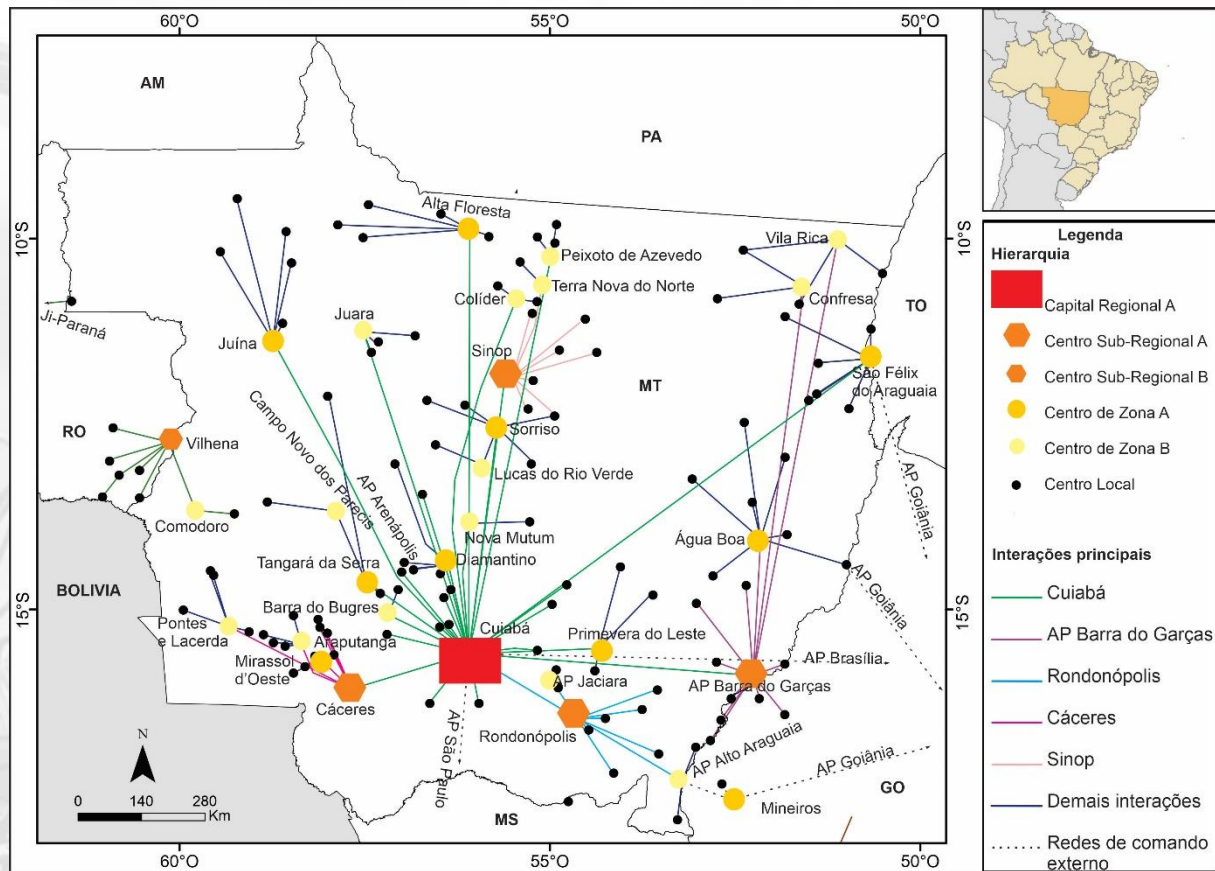 60°O
55°O
50°O
AM
PA
Alta Floresta
Vila Rica
10°S
10°S
Peixoto de Azevedo
Terra Nova do Norte
Colíder
Confresa
TO
Ji-Paraná
Juara
Juína
Sinop
MT
São Félix
do Araguaia
Campo Novo dos Parecis
RO
Vilhena
Sorriso
Lucas do Rio Verde
AP Arenápolis
AP Goiânia
Comodoro
Nova Mutum
Água Boa
Tangará da Serra
Diamantino
BOLIVIA
Barra do Bugres
AP Goiânia
15°S
15°S
Pontes
e Lacerda
Araputanga
Cuiabá
Primevera do Leste
Mirassol
d'Oeste
AP Brasília
AP Jaciara
AP Barra do Garças
Cáceres
Rondonópolis
AP São Paulo
AP Alto Araguaia
AP Goiânia
N
0 140 280
Km
Mineiros
GO
MS
60°O
55°O
50°O
Legenda
Hierarquia
Capital Regional A
Centro Sub-Regional A
Centro Sub-Regional B
Centro de Zona A
Centro de Zona B
Centro Local
Interações principais
Cuiabá
AP Barra do Garças
Rondonópolis
Cáceres
Sinop
Demais interações
Redes de comando
externo